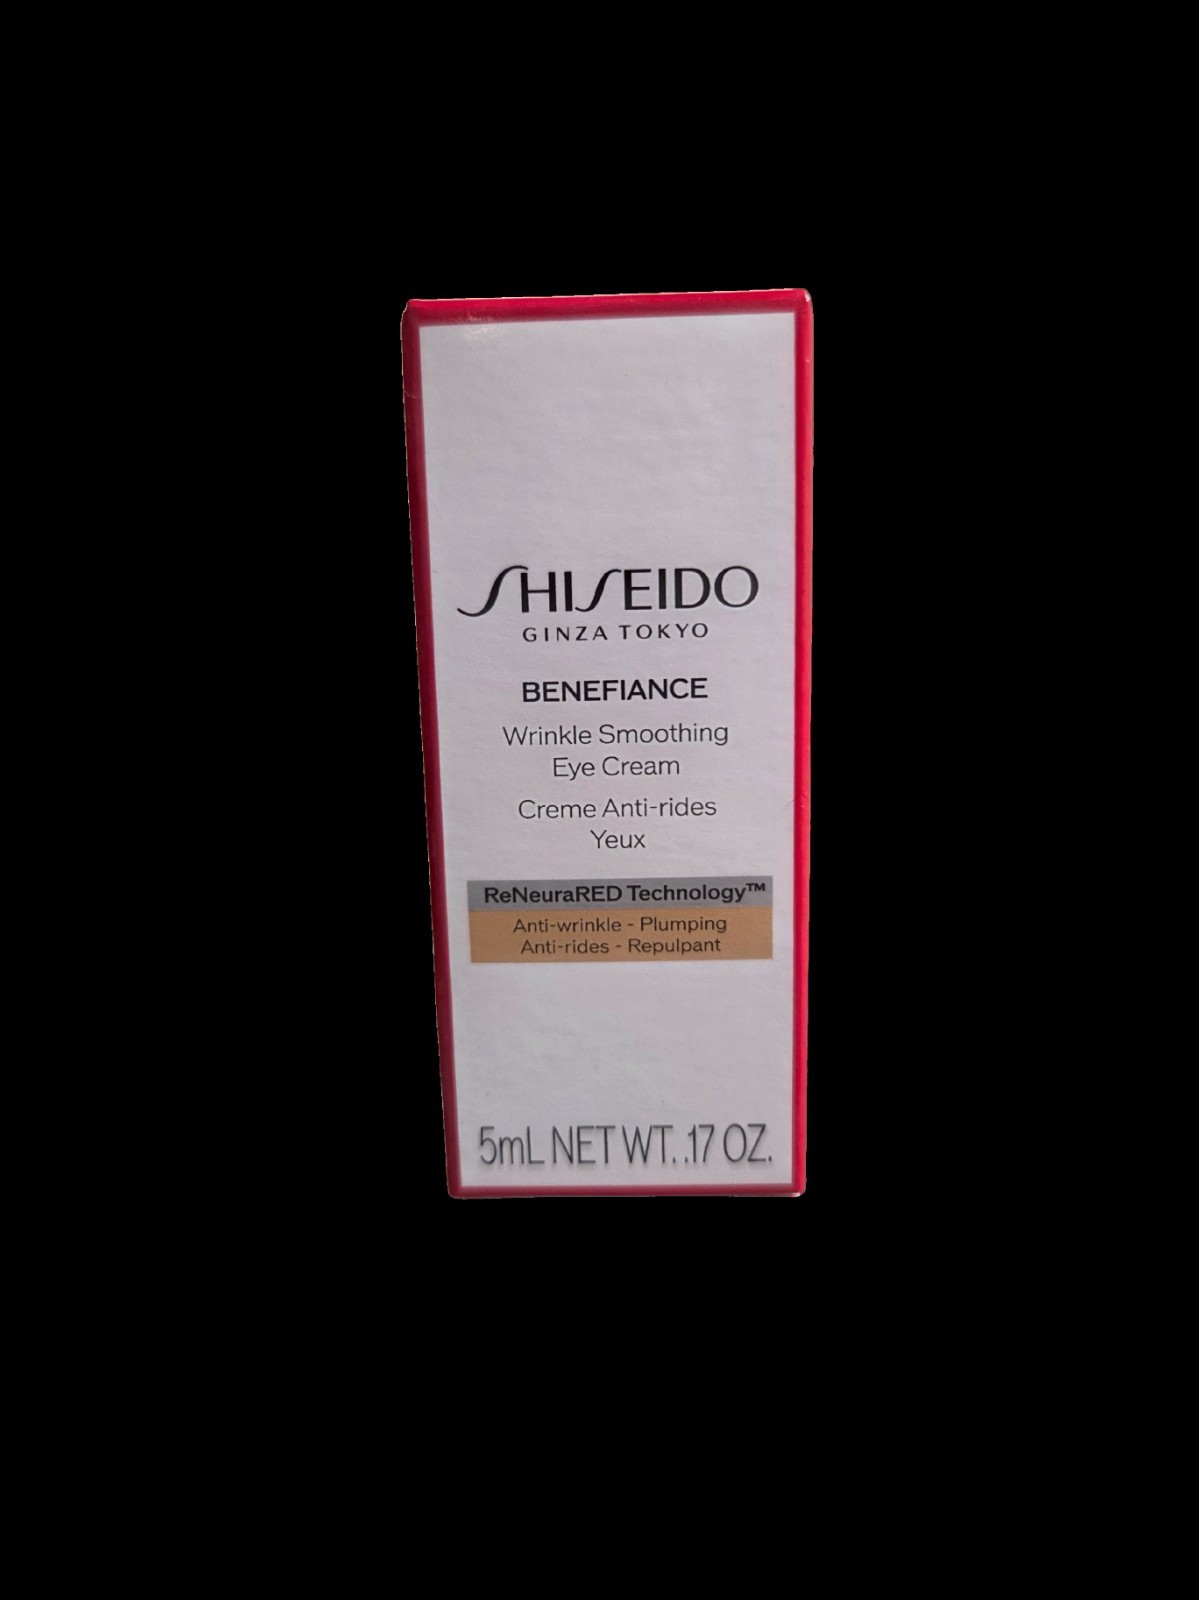 SHISEIDO
GINZA TOKYO
BENEFIANCE
Wrinkle Smoothing
Eye Cream
Creme Anti-rides
Yeux
ReNeuraRED Technology™
Anti-wrinkle - Plumping
Anti-rides - Repulpant
5mL NET WT. .17 OZ.